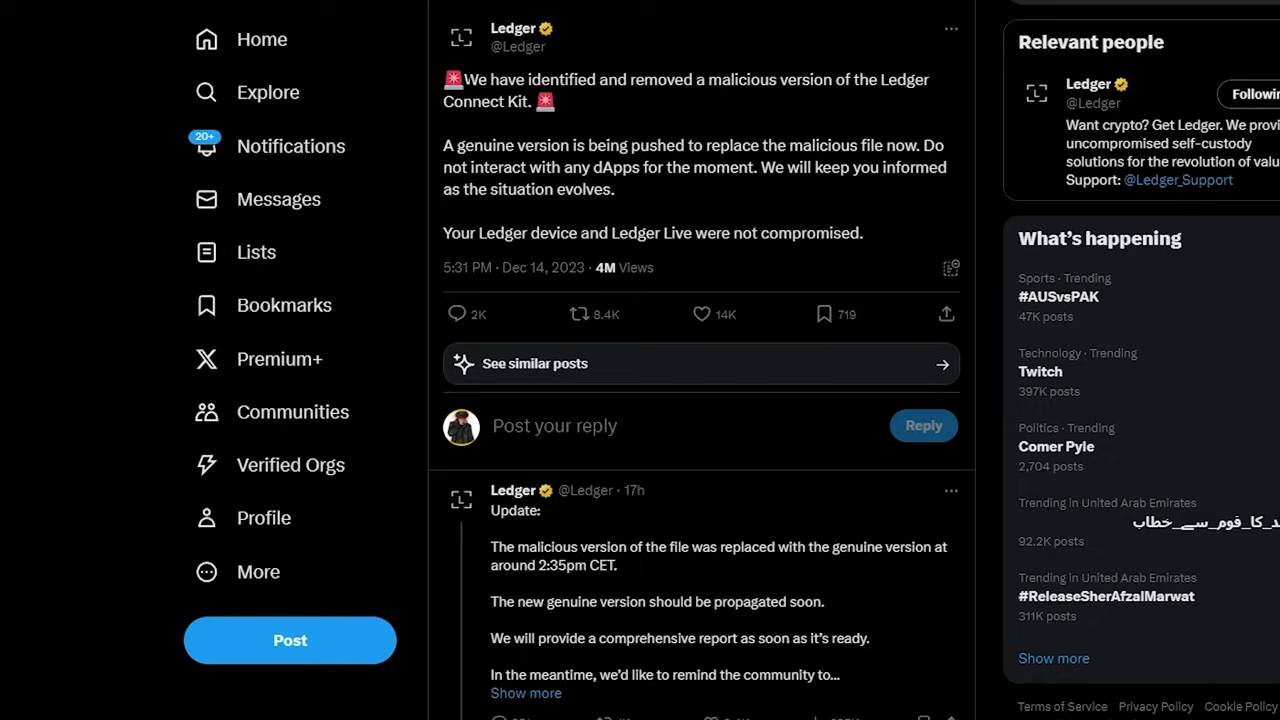 Home
Explore
20+
Notifications
Messages
Lists
Bookmarks
Premium+
Communities
Verified Orgs
Profile
More
Post
Ledger
@Ledger
🚨We have identified and removed a malicious version of the Ledger
Connect Kit. 🚨
A genuine version is being pushed to replace the malicious file now. Do
not interact with any dApps for the moment. We will keep you informed
as the situation evolves.
Your Ledger device and Ledger Live were not compromised.
5:31 PM · Dec 14, 2023 · 4M Views
2K 8.4K 14K 719
See similar posts
Post your reply
Reply
Ledger @Ledger · 17h
Update:
The malicious version of the file was replaced with the genuine version at
around 2:35pm CET.
The new genuine version should be propagated soon.
We will provide a comprehensive report as soon as it's ready.
In the meantime, we'd like to remind the community to...
Show more
Relevant people
Ledger
@Ledger
Followin
Want crypto? Get Ledger. We provi
uncompromised self-custody
solutions for the revolution of valu
Support: @Ledger_Support
What's happening
Sports · Trending
#AUSvsPAK
47K posts
Technology · Trending
Twitch
397K posts
Politics · Trending
Comer Pyle
2,704 posts
Trending in United Arab Emirates
کا_قوم_سے_خطاب
92.2K posts
Trending in United Arab Emirates
#ReleaseSherAfzalMarwat
311K posts
Show more
Terms of Service Privacy Policy Cookie Policy